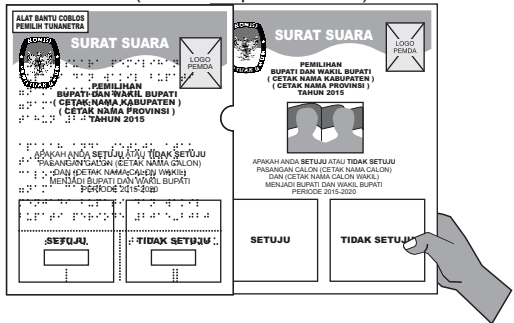 ALAT BANTU COBLOS
PEMILIH TUNANETRA
SURAT SUARA
LOGO
PEMDA
PEMILIHAN
BUPATI DAN WAKIL BUPATI
( CETAK NAMA KABUPATEN )
( CETAK NAMA PROVINSI )
TAHUN 2015
APAKAH ANDA SETUJU ATAU TIDAK SETUJU
PASANGAN CALON (CETAK NAMA CALON)
DAN (CETAK NAMA CALON WAKIL)
MENJADI BUPATI DAN WAKIL BUPATI
PERIODE 2015-2020
SETUJU
TIDAK SETUJU
SURAT SUARA
LOGO
PEMDA
PEMILIHAN
BUPATI DAN WAKIL BUPATI
( CETAK NAMA KABUPATEN )
( CETAK NAMA PROVINSI )
TAHUN 2015
APAKAH ANDA SETUJU ATAU TIDAK SETUJU
PASANGAN CALON (CETAK NAMA CALON)
DAN (CETAK NAMA CALON WAKIL)
MENJADI BUPATI DAN WAKIL BUPATI
PERIODE 2015-2020
SETUJU
TIDAK SETUJU